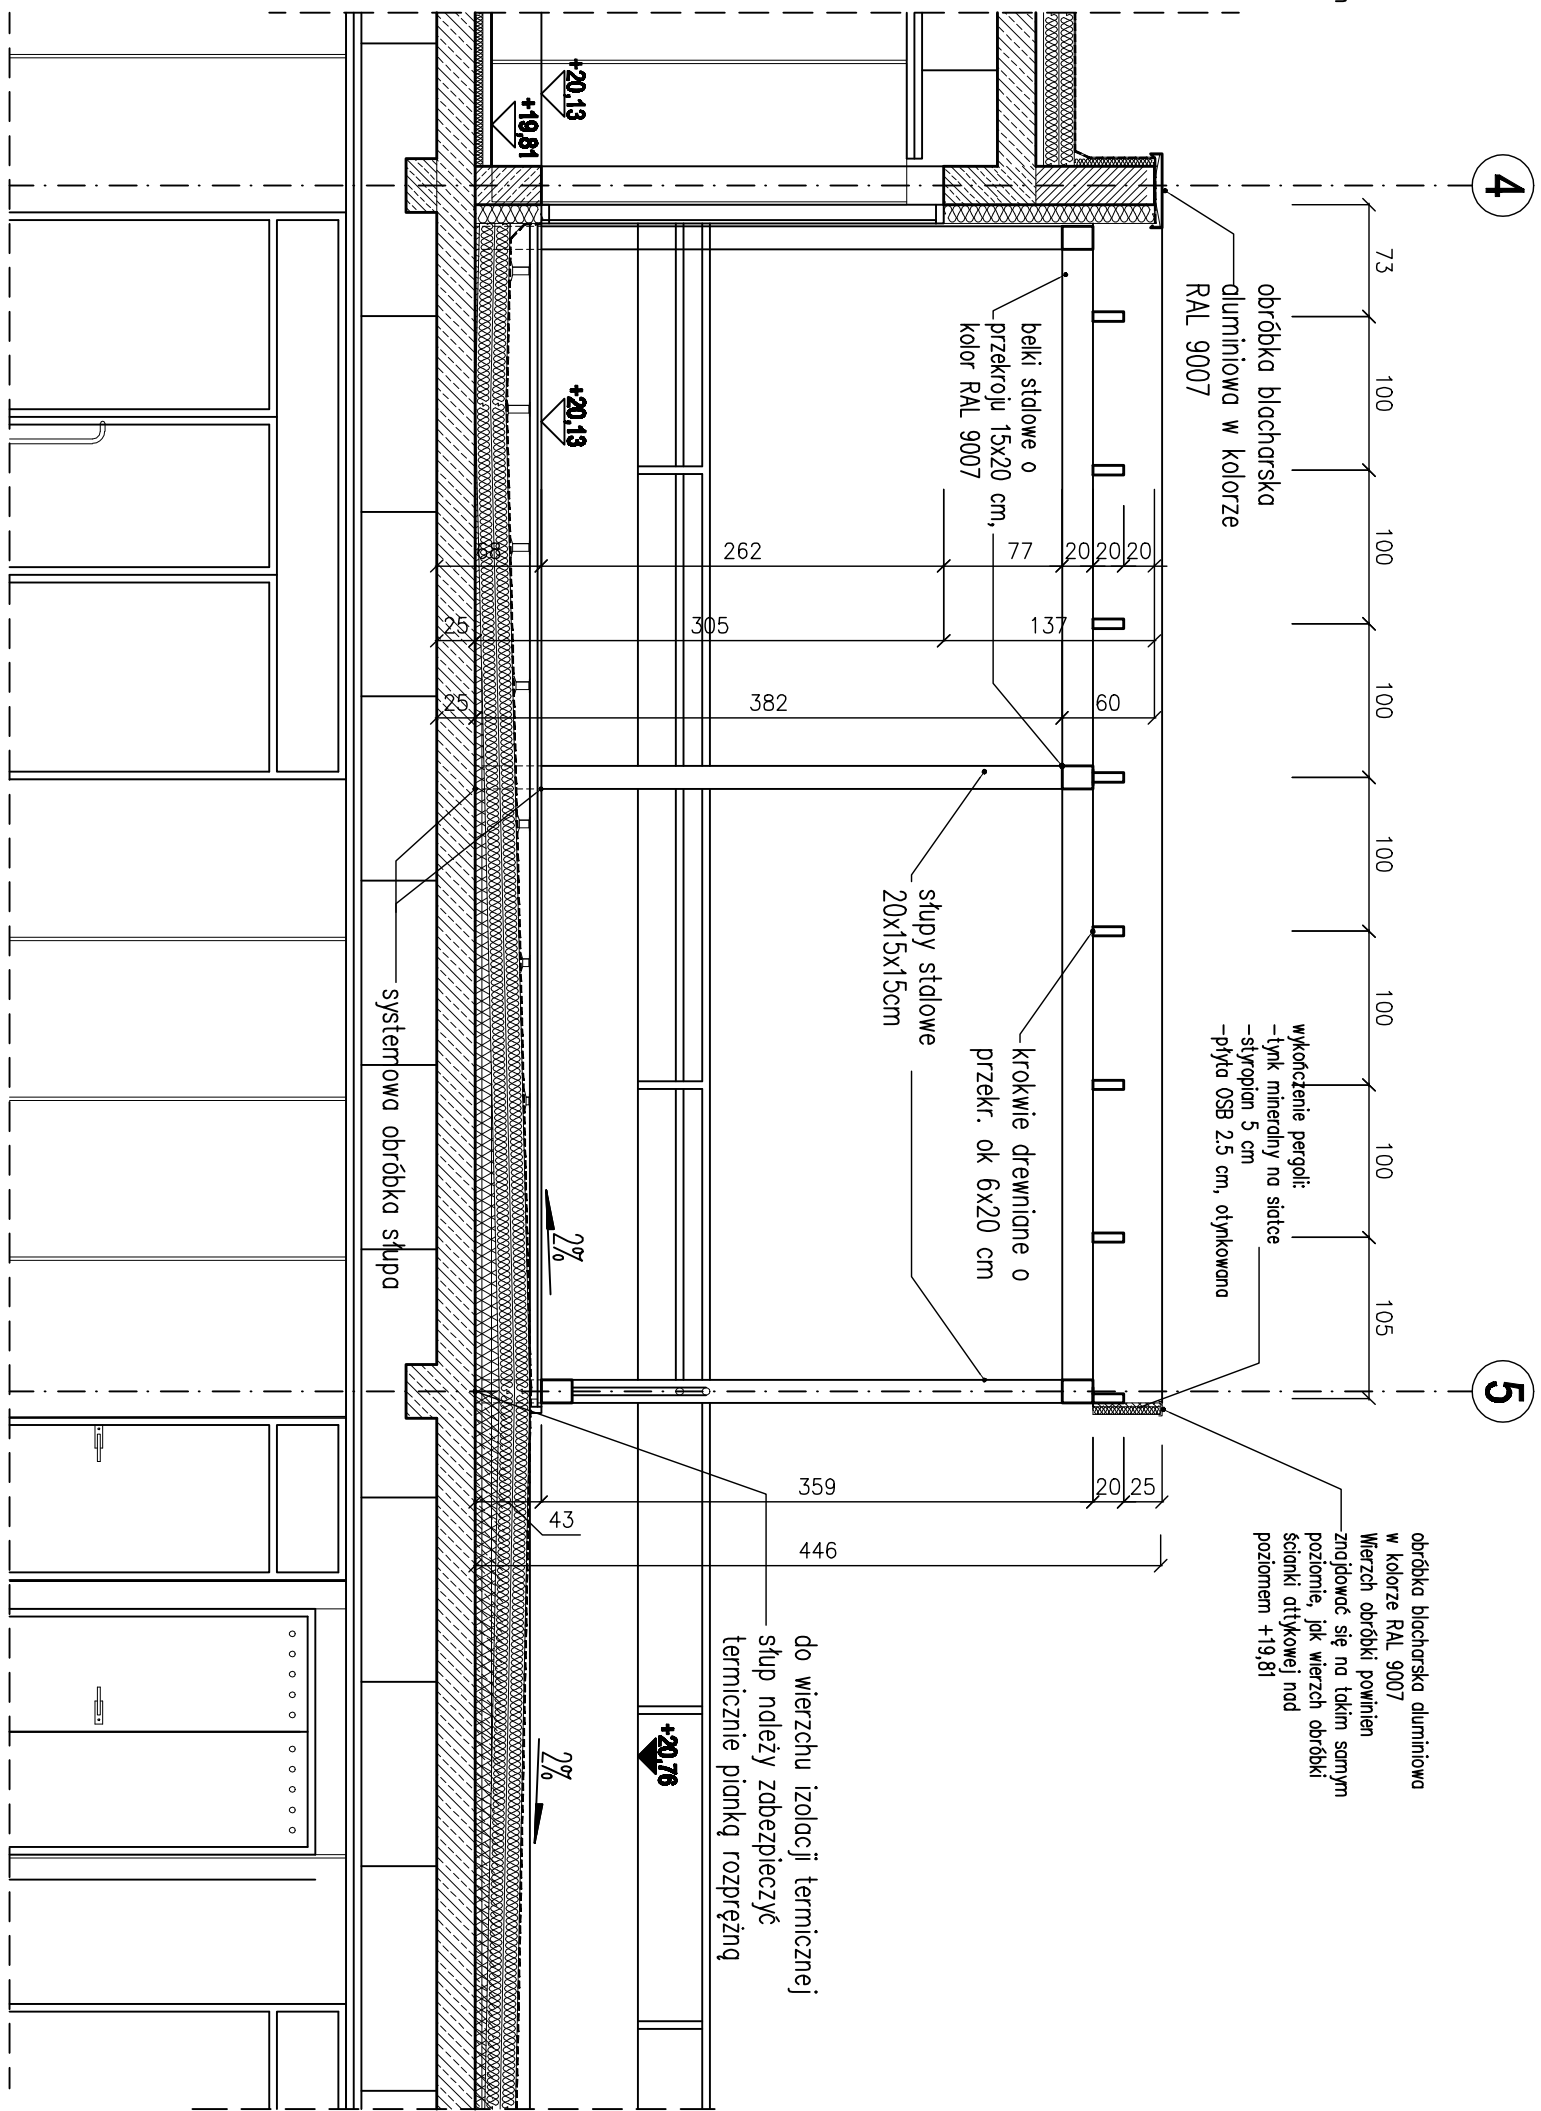 4
5
73
100
100
100
100
100
100
105
obróbka blacharska
aluminiowa w kolorze
RAL 9007
wykończenie pergoli:
-tynk mineralny na siatce
-styropian 5 cm
-płyta OSB 2.5 cm, otynkowana
obróbka blacharska aluminiowa
w kolorze RAL 9007
Wierzch obróbki powinien
znajdować się na takim samym
poziomie, jak wierzch obróbki
ścianki attykowej nad
poziomem +19,81
belki stalowe o
przekroju 15x20 cm,
kolor RAL 9007
krokwie drewniane o
przekr. ok 6x20 cm
słupy stalowe
20x15x15cm
20
20
20
77
262
68
137
305
25
60
382
25
25
20
359
43
446
do wierzchu izolacji termicznej
słup należy zabezpieczyć
termicznie pianką rozprężną
+20,13
+19,81
+20,13
+20,76
2%
2%
systemowa obróbka słupa